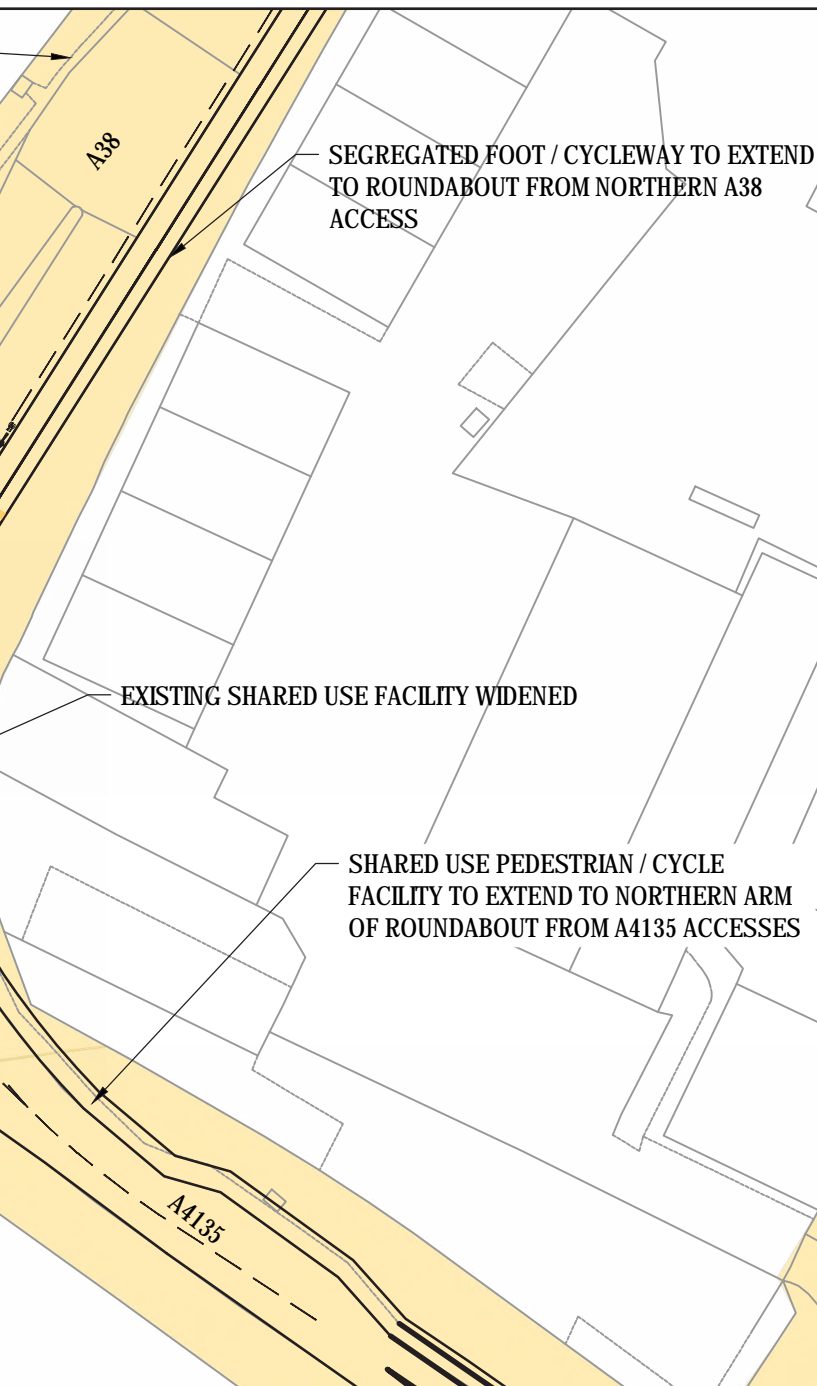 A38
SEGREGATED FOOT / CYCLEWAY TO EXTEND
TO ROUNDABOUT FROM NORTHERN A38
ACCESS
EXISTING SHARED USE FACILITY WIDENED
SHARED USE PEDESTRIAN / CYCLE
FACILITY TO EXTEND TO NORTHERN ARM
OF ROUNDABOUT FROM A4135 ACCESSES
A4135